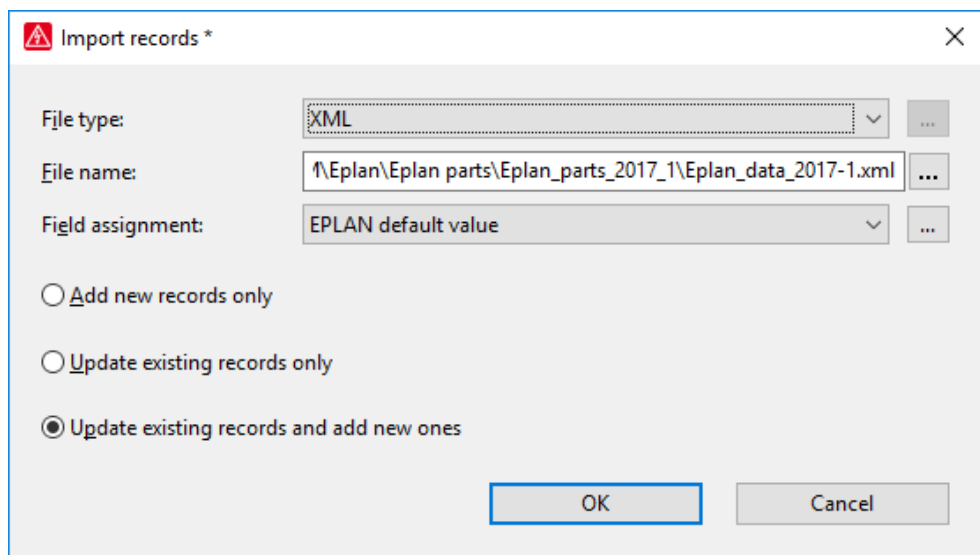 Import records *
File type: XML ...
File name: 1\Eplan\Eplan parts\Eplan_parts_2017_1\Eplan_data_2017-1.xml ...
Field assignment: EPLAN default value ...
Add new records only
Update existing records only
Update existing records and add new ones
OK Cancel